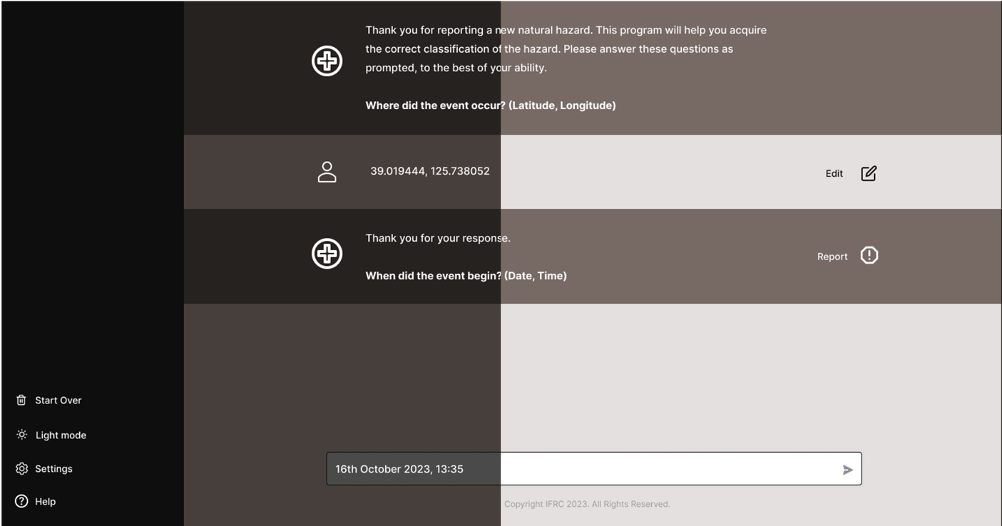 Thank you for reporting a new natural hazard. This program will help you acquire
the correct classification of the hazard. Please answer these questions as
prompted, to the best of your ability.
Where did the event occur? (Latitude, Longitude)
39.019444, 125.738052
Edit
Thank you for your response.
When did the event begin? (Date, Time)
Report
Start Over
Light mode
Settings
Help
16th October 2023, 13:35
Copyright IFRC 2023. All Rights Reserved.